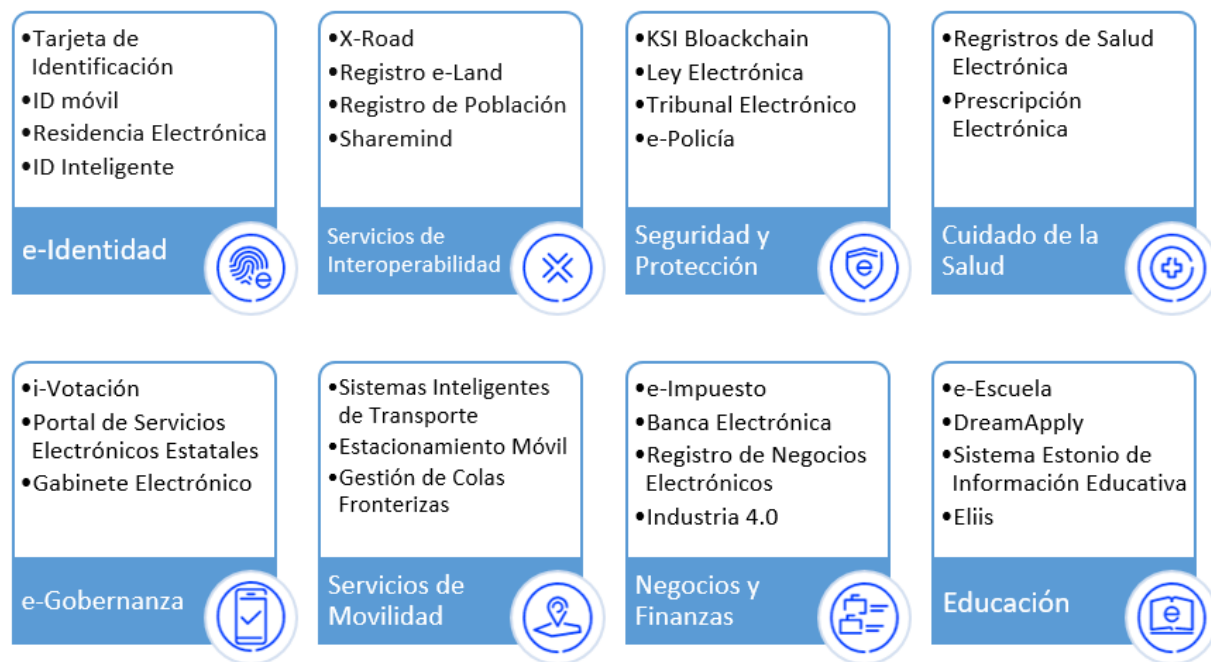 •Tarjeta de
Identificación
•ID móvil
•Residencia Electrónica
•ID Inteligente
e-Identidad
•X-Road
•Registro e-Land
•Registro de Población
•Sharemind
Servicios de
Interoperabilidad
•KSI Bloackchain
•Ley Electrónica
•Tribunal Electrónico
•e-Policía
Seguridad y
Protección
•Regristros de Salud
Electrónica
•Prescripción
Electrónica
Cuidado de la
Salud
•i-Votación
•Portal de Servicios
Electrónicos Estatales
•Gabinete Electrónico
e-Gobernanza
•Sistemas Inteligentes
de Transporte
•Estacionamiento Móvil
•Gestión de Colas
Fronterizas
Servicios de
Movilidad
•e-Impuesto
•Banca Electrónica
•Registro de Negocios
Electrónicos
•Industria 4.0
Negocios y
Finanzas
•e-Escuela
•DreamApply
•Sistema Estonio de
Información Educativa
•Eliis
Educación